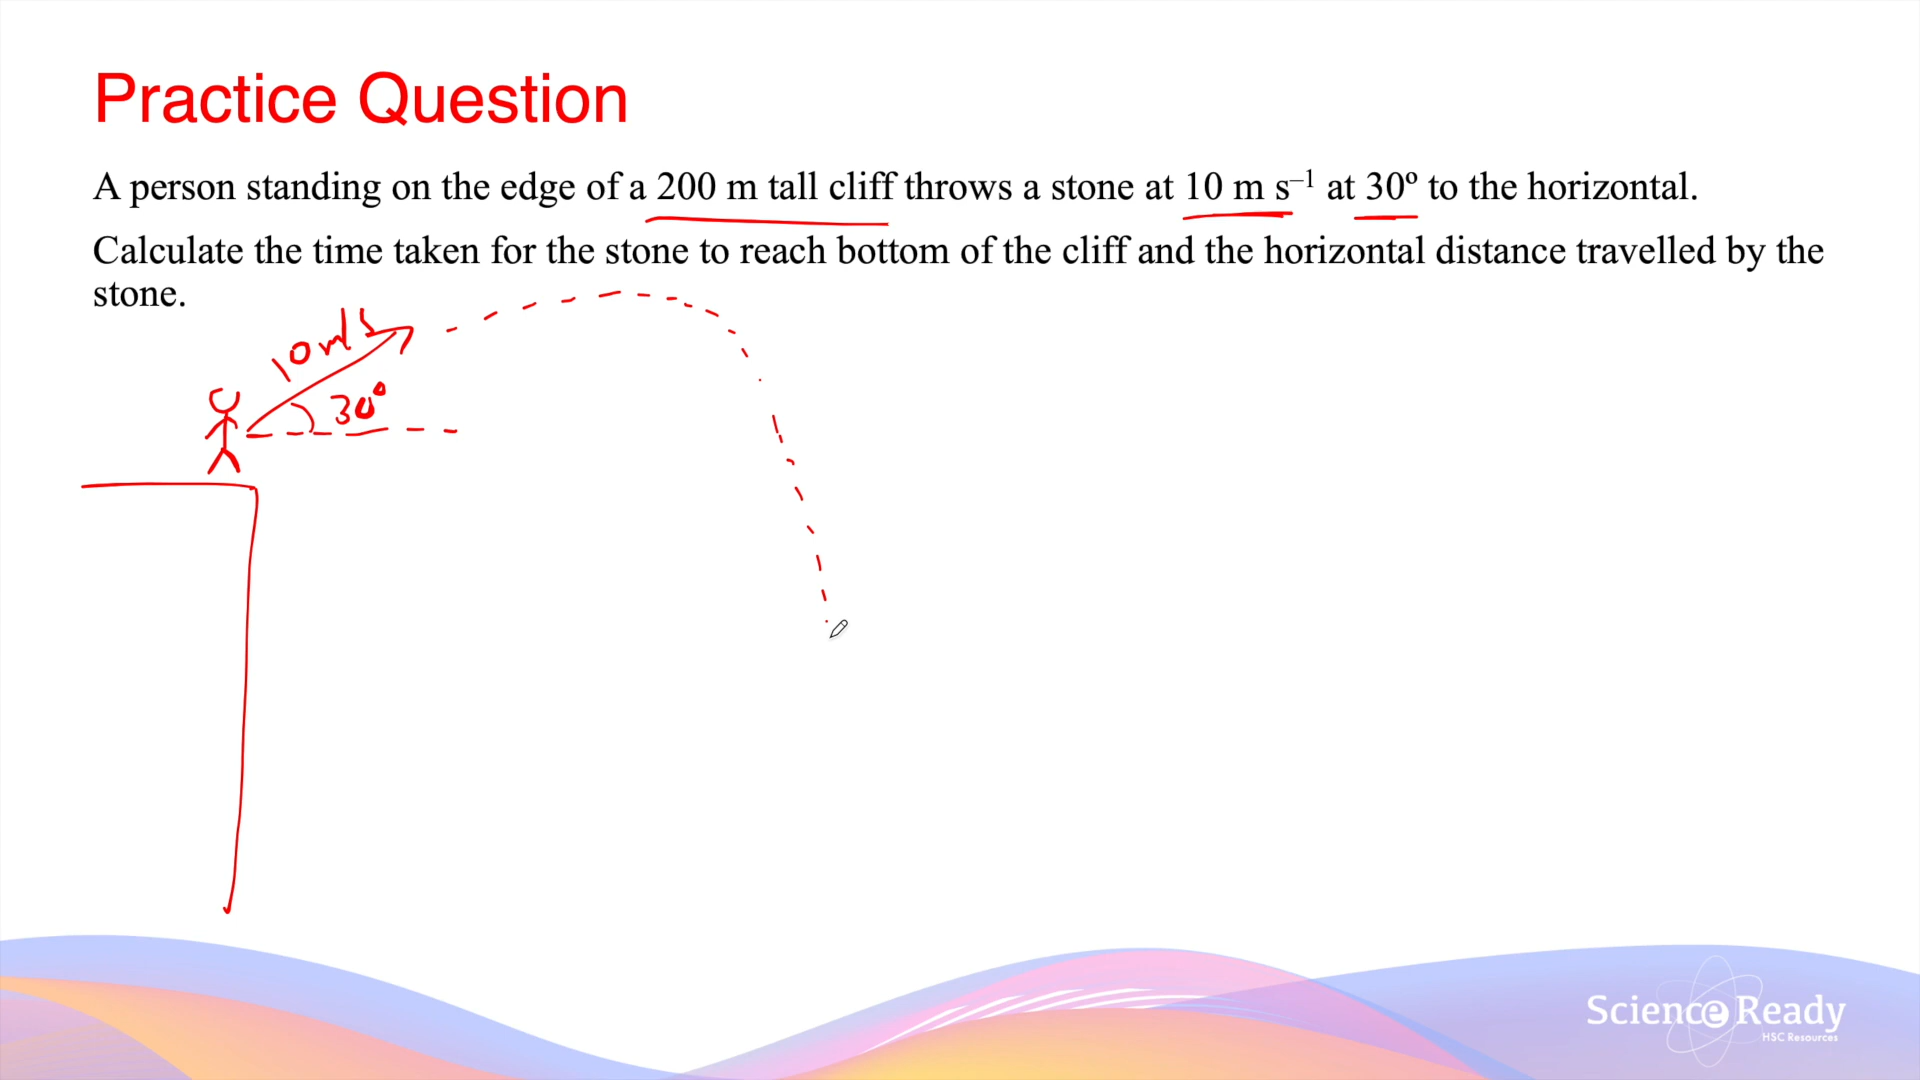 Practice Question
A person standing on the edge of a 200 m tall cliff throws a stone at 10 m s⁻¹ at 30º to the horizontal.
Calculate the time taken for the stone to reach bottom of the cliff and the horizontal distance travelled by the
stone.
10 m/s
30°
Science Ready
HSC Resources